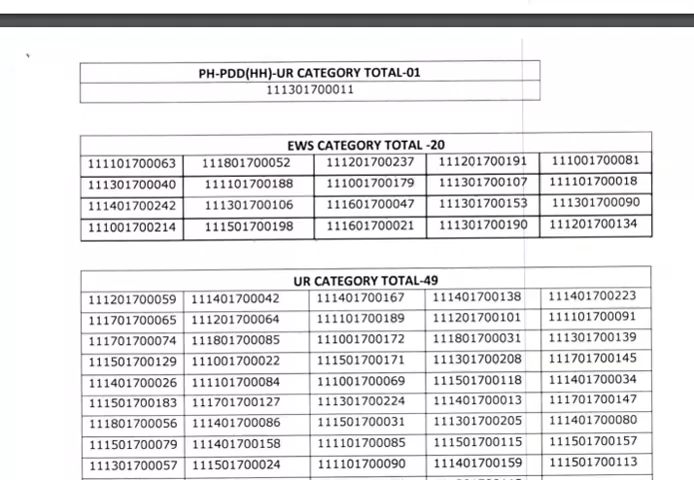 PH-PDD(HH)-UR CATEGORY TOTAL-01
111301700011
EWS CATEGORY TOTAL -20
111101700063 111801700052 111201700237 111201700191 111001700081
111301700040 111101700188 111001700179 111301700107 111101700018
111401700242 111301700106 111601700047 111301700153 111301700090
111001700214 111501700198 111601700021 111301700190 111201700134
UR CATEGORY TOTAL-49
111201700059 111401700042 111401700167 111401700138 111401700223
111701700065 111201700064 111101700189 111201700101 111101700091
111701700074 111801700085 111001700172 111801700031 111301700139
111501700129 111001700022 111501700171 111301700208 111701700145
111401700026 111101700084 111001700069 111501700118 111401700034
111501700183 111701700127 111301700224 111401700013 111701700147
111801700056 111401700086 111501700031 111301700205 111401700080
111501700079 111401700158 111101700085 111501700115 111501700157
111301700057 111501700024 111101700090 111401700159 111501700113